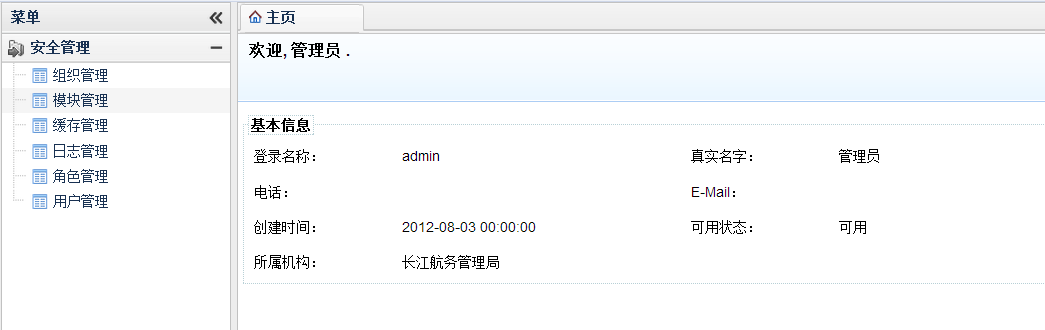 菜单
安全管理
组织管理
模块管理
缓存管理
日志管理
角色管理
用户管理
主页
欢迎, 管理员 .
基本信息
登录名称： admin 真实名字： 管理员
电话： E-Mail：
创建时间： 2012-08-03 00:00:00 可用状态： 可用
所属机构： 长江航务管理局